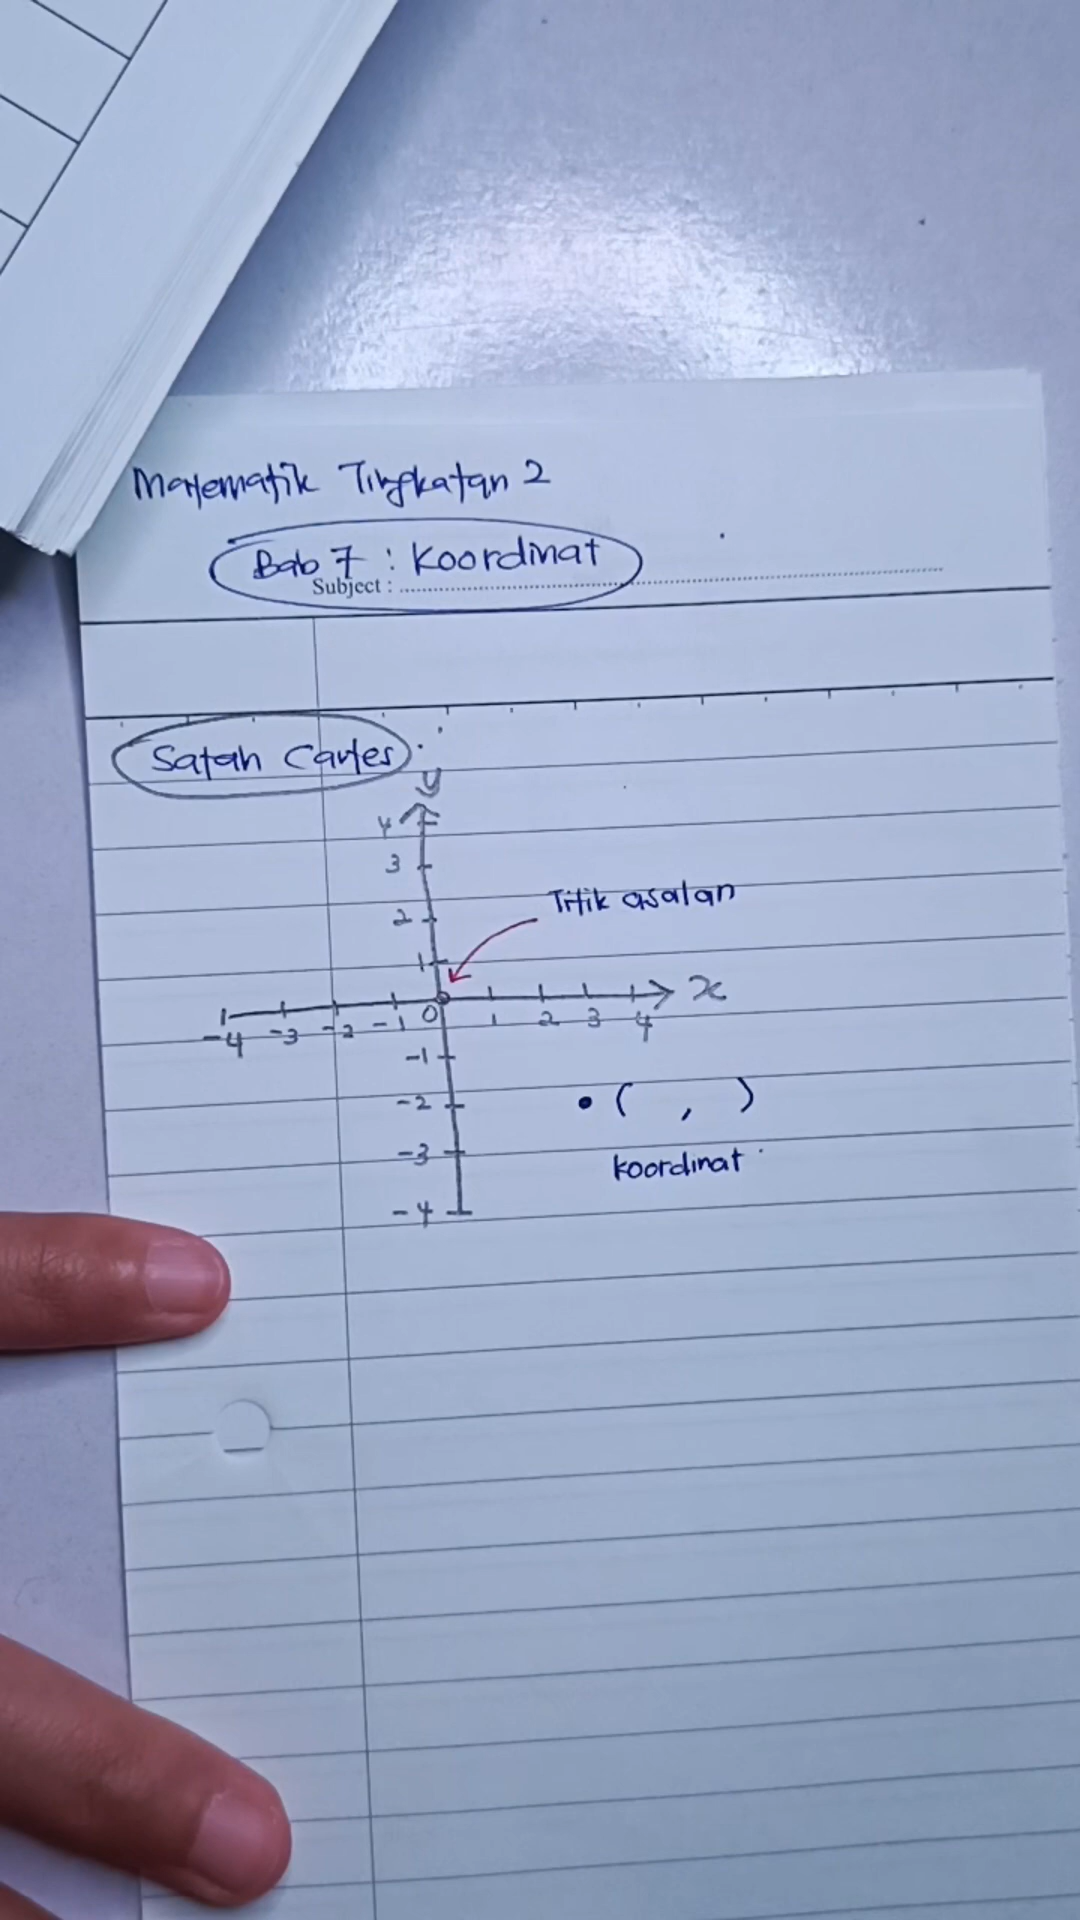 Matematik Tingkatan 2
Bab 7 : Koordinat
Subject :
Satah Cartes
y
4
3
Titik asalan
2
1
x
-4 -3 -2 -1 0 1 2 3 4
-1
-2
•( , )
-3
koordinat
-4